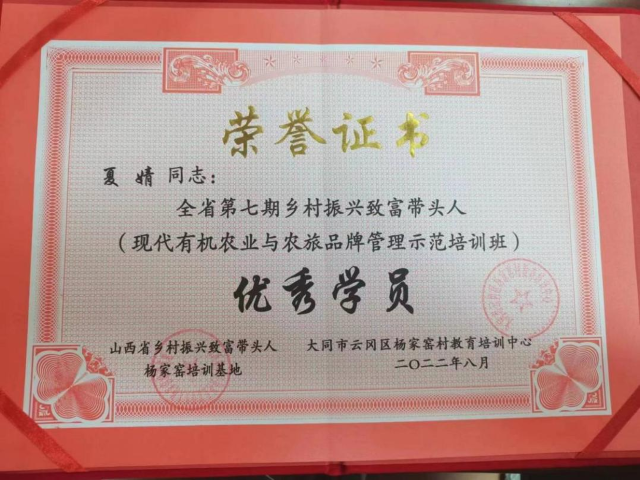 荣誉证书
夏婧 同志：
全省第七期乡村振兴致富带头人
（现代有机农业与农旅品牌管理示范培训班）
优秀学员
山西省乡村振兴致富带头人 大同市云冈区杨家窑村教育培训中心
杨家窑培训基地 二〇二二年八月